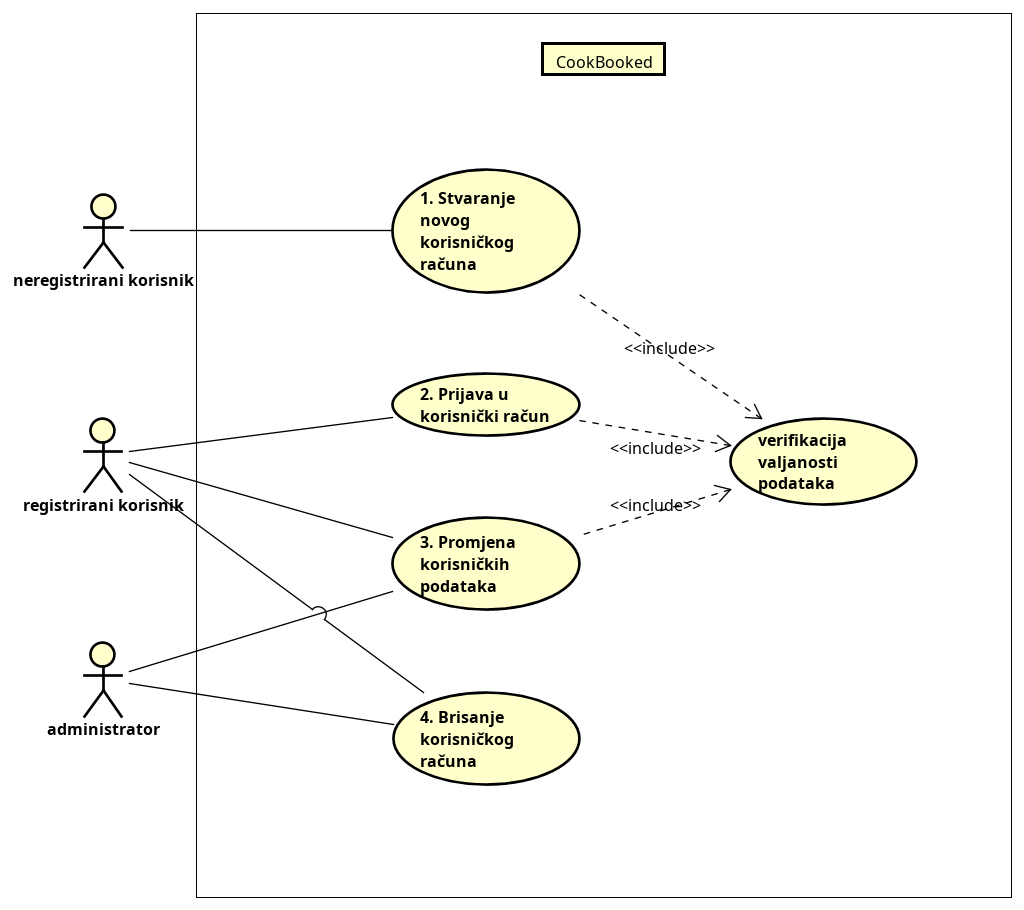 CookBooked
1. Stvaranje
novog
korisničkog
računa
neregistrirani korisnik
<<include>>
2. Prijava u
korisnički račun
<<include>>
verifikacija
valjanosti
podataka
registrirani korisnik
<<include>>
3. Promjena
korisničkih
podataka
administrator
4. Brisanje
korisničkog
računa